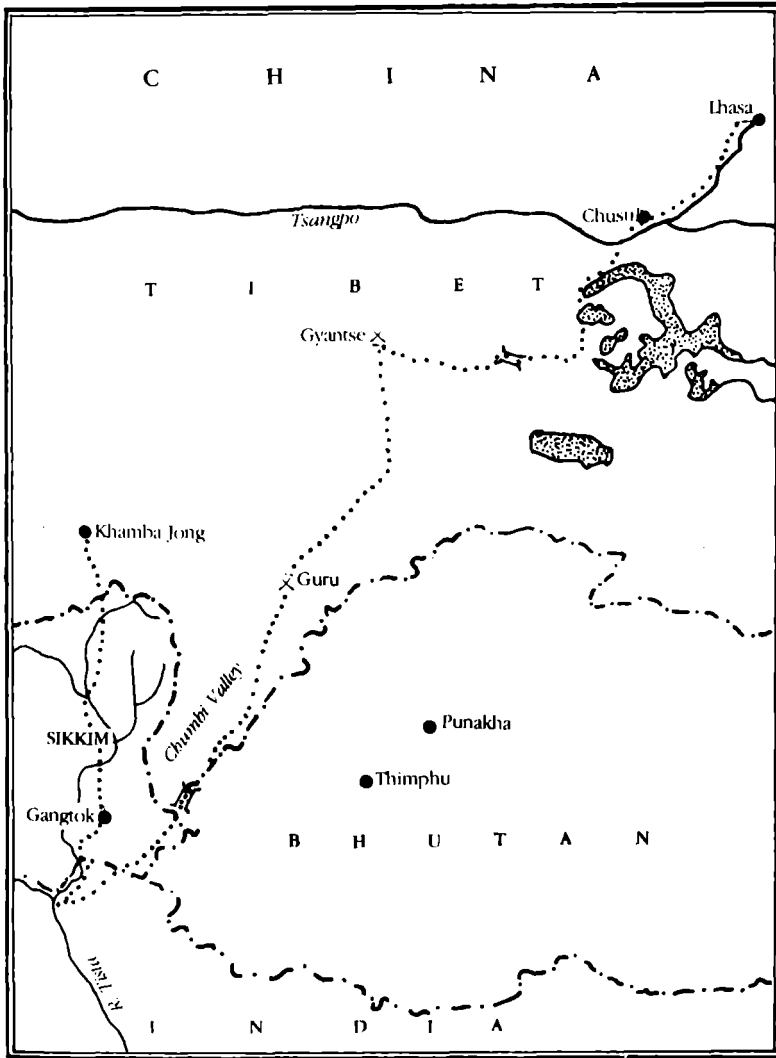 C H I N A
Lhasa
Chusul
Tsangpo
T I B E T
Gyantse
Khamba Jong
Guru
Chumbi Valley
Punakha
SIKKIM
Thimphu
Gangtok
B H U T A N
R. Tista
I N D I A